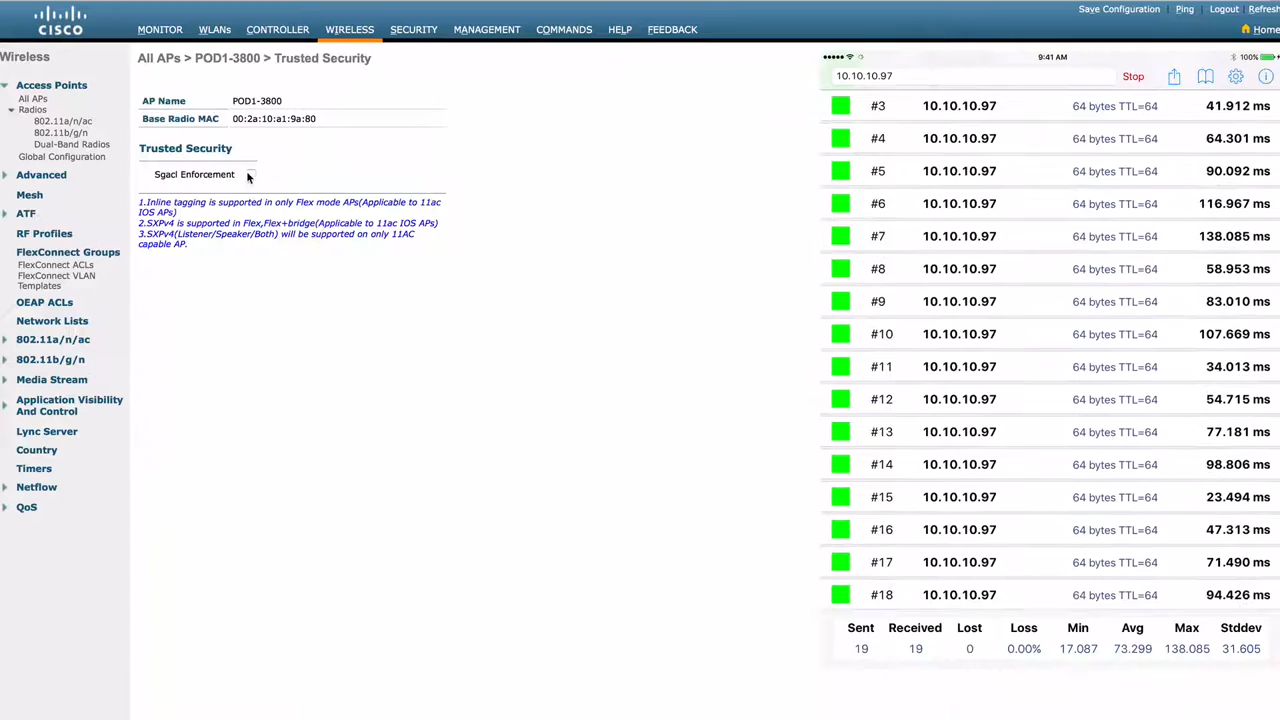 Save Configuration | Ping | Logout | Refresh
CISCO
MONITOR WLANs CONTROLLER WIRELESS SECURITY MANAGEMENT COMMANDS HELP FEEDBACK
Home
Wireless
Access Points
All APs
Radios
802.11a/n/ac
802.11b/g/n
Dual-Band Radios
Global Configuration
Advanced
Mesh
ATF
RF Profiles
FlexConnect Groups
FlexConnect ACLs
FlexConnect VLAN
Templates
OEAP ACLs
Network Lists
802.11a/n/ac
802.11b/g/n
Media Stream
Application Visibility
And Control
Lync Server
Country
Timers
Netflow
QoS
All APs > POD1-3800 > Trusted Security
AP Name POD1-3800
Base Radio MAC 00:2a:10:a1:9a:80
Trusted Security
Sgacl Enforcement
1.Inline tagging is supported in only Flex mode APs(Applicable to 11ac
IOS APs)
2.SXPv4 is supported in Flex,Flex+bridge(Applicable to 11ac IOS APs)
3.SXPv4(Listener/Speaker/Both) will be supported on only 11AC
capable AP.
9:41 AM 100%
10.10.10.97 Stop
#3 10.10.10.97 64 bytes TTL=64 41.912 ms
#4 10.10.10.97 64 bytes TTL=64 64.301 ms
#5 10.10.10.97 64 bytes TTL=64 90.092 ms
#6 10.10.10.97 64 bytes TTL=64 116.967 ms
#7 10.10.10.97 64 bytes TTL=64 138.085 ms
#8 10.10.10.97 64 bytes TTL=64 58.953 ms
#9 10.10.10.97 64 bytes TTL=64 83.010 ms
#10 10.10.10.97 64 bytes TTL=64 107.669 ms
#11 10.10.10.97 64 bytes TTL=64 34.013 ms
#12 10.10.10.97 64 bytes TTL=64 54.715 ms
#13 10.10.10.97 64 bytes TTL=64 77.181 ms
#14 10.10.10.97 64 bytes TTL=64 98.806 ms
#15 10.10.10.97 64 bytes TTL=64 23.494 ms
#16 10.10.10.97 64 bytes TTL=64 47.313 ms
#17 10.10.10.97 64 bytes TTL=64 71.490 ms
#18 10.10.10.97 64 bytes TTL=64 94.426 ms
Sent Received Lost Loss Min Avg Max Stddev
19 19 0 0.00% 17.087 73.299 138.085 31.605